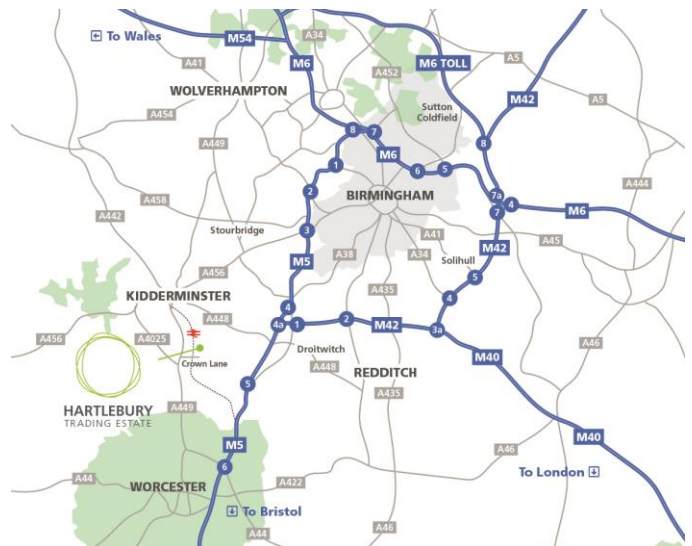 To Wales
M54
A34
M6
A452
M6 TOLL
A5
A41
WOLVERHAMPTON
M42
A5
Sutton
Coldfield
A454
8
7
8
A449
1
M6
6
5
A444
2
BIRMINGHAM
7a
4
A458
7
M6
A442
Stourbridge
3
A41
M42
A45
A38
A34
Solihull
A456
M5
5
KIDDERMINSTER
A435
4
4
A448
4a
1
2
M42
3a
A456
A4025
Droitwitch
M40
A46
Crown Lane
A448
REDDITCH
5
HARTLEBURY
TRADING ESTATE
A449
A435
M5
M40
A46
6
To London
A44
A422
WORCESTER
To Bristol
A44
A46